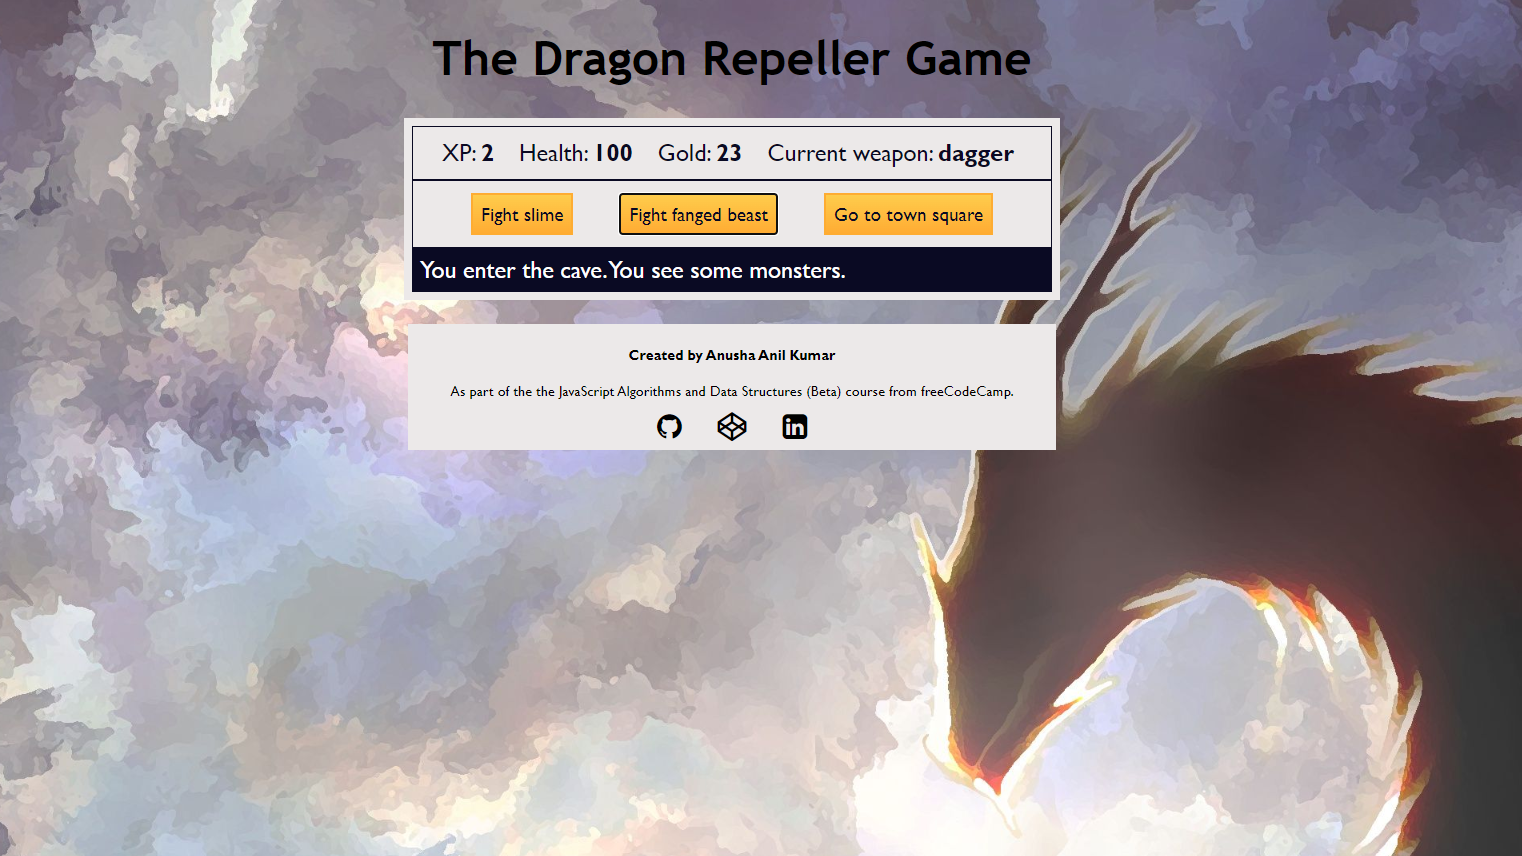 The Dragon Repeller Game
XP: 2 Health: 100 Gold: 23 Current weapon: dagger
Fight slime Fight fanged beast Go to town square
You enter the cave. You see some monsters.
Created by Anusha Anil Kumar
As part of the the JavaScript Algorithms and Data Structures (Beta) course from freeCodeCamp.
in